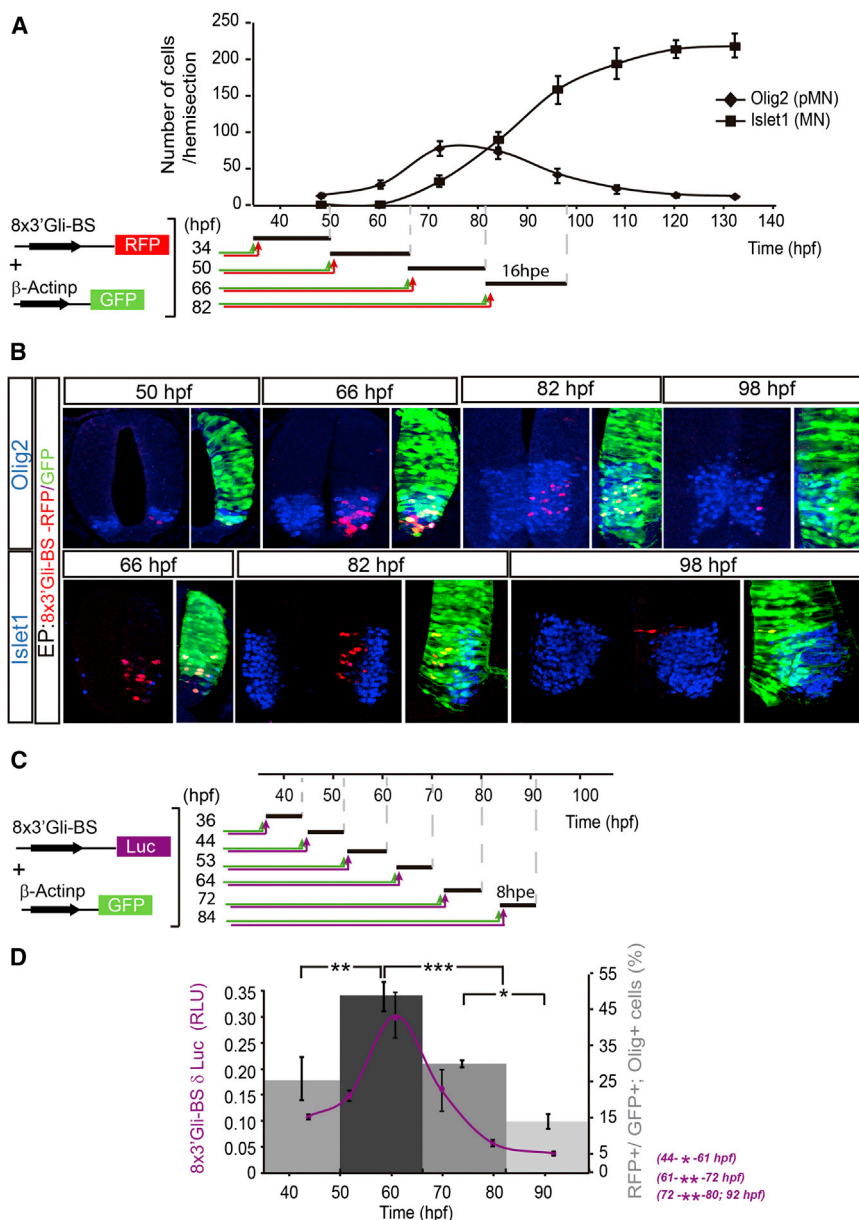 A
Number of cells
/hemisection
250
200
150
100
50
0
Olig2 (pMN)
Islet1 (MN)
40 50 60 70 80 90 100 110 120 130 140
Time (hpf)
8x3'Gli-BS
RFP
+
β-Actinp
GFP
(hpf)
34
50
66
82
16hpe
B
Olig2
Islet1
EP:8x3'Gli-BS -RFP/GFP
50 hpf
66 hpf
82 hpf
98 hpf
66 hpf
82 hpf
98 hpf
C
40 50 60 70 80 90 100
Time (hpf)
8x3'Gli-BS
Luc
+
β-Actinp
GFP
(hpf)
36
44
53
64
72
84
8hpe
D
8x3'Gli-BS δ Luc (RLU)
0.35
0.30
0.25
0.20
0.15
0.10
0.05
0
** *** *
55
45
35
25
15
5
0
RFP+/ GFP+; Olig+ cells (%)
40 50 60 70 80 90
Time (hpf)
(44- * -61 hpf)
(61- ** -72 hpf)
(72 -** -80; 92 hpf)